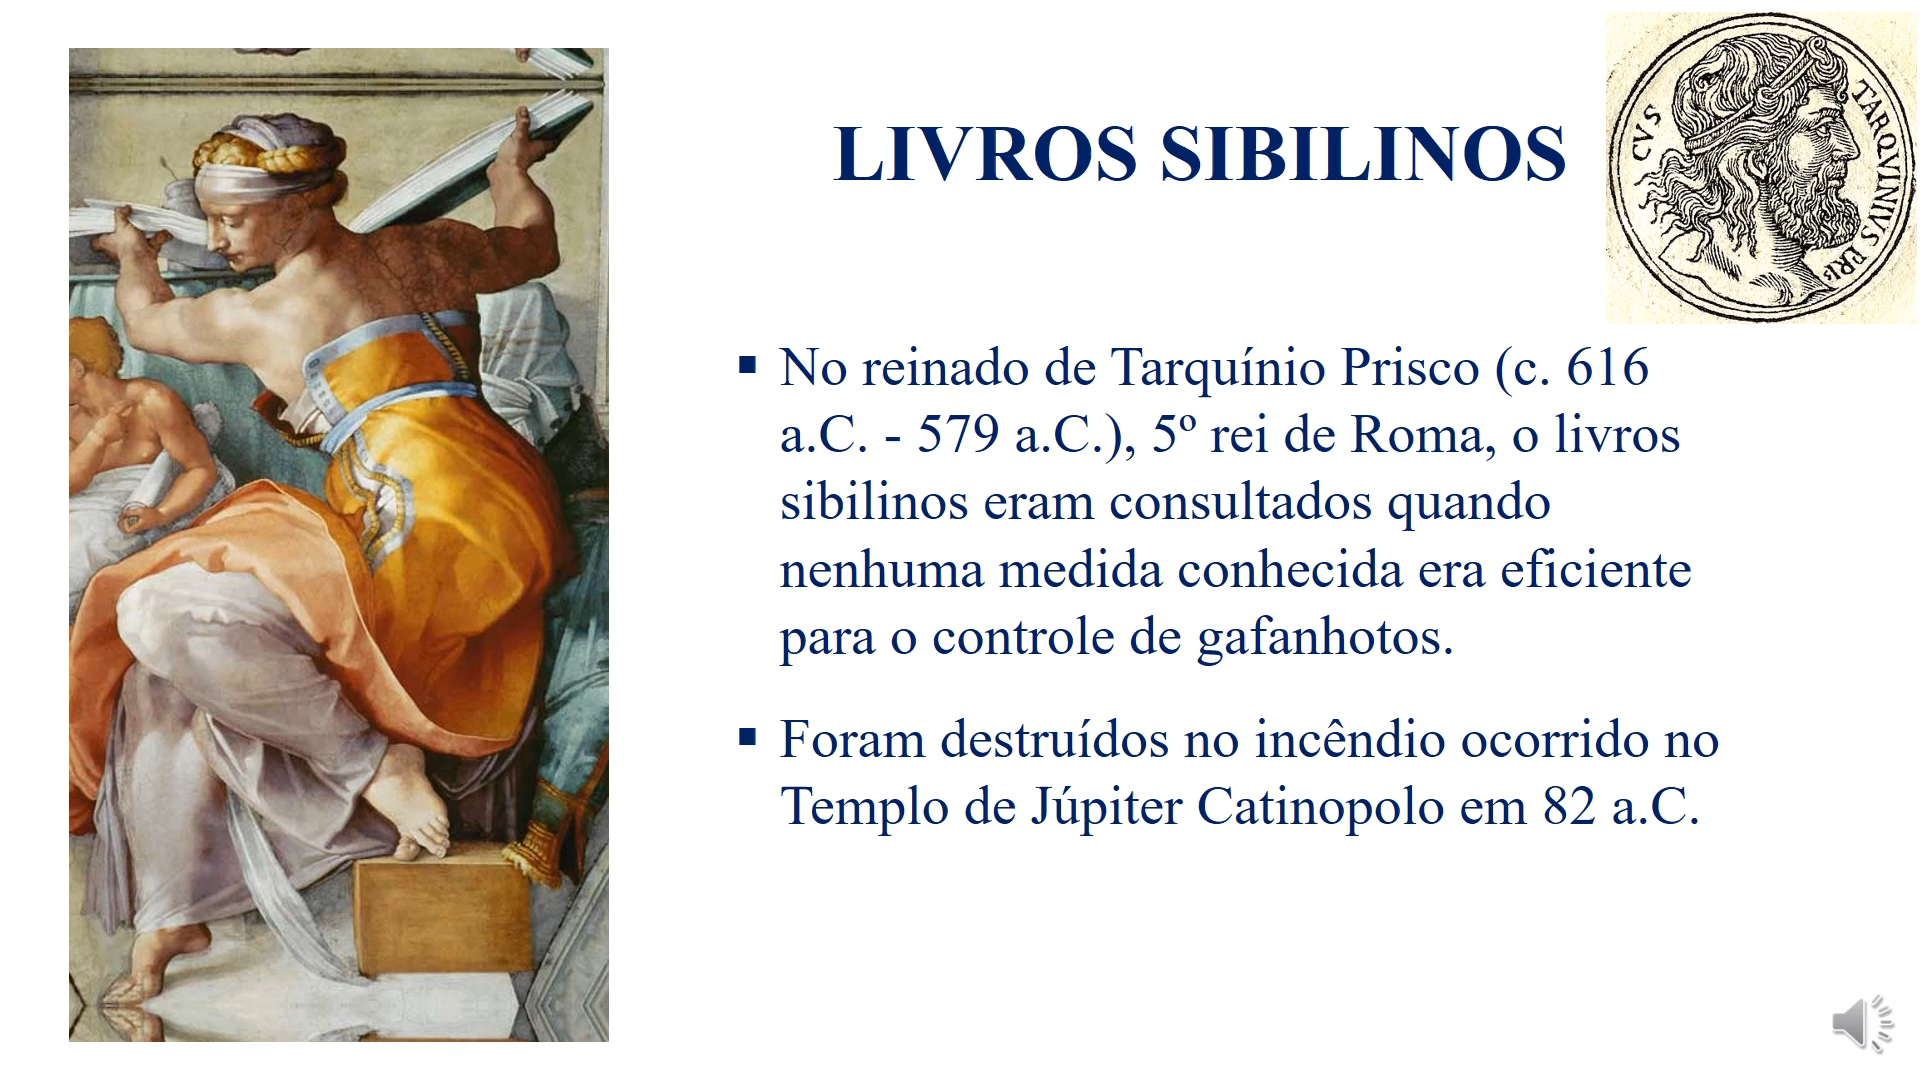 LIVROS SIBILINOS
CVS TARQVINIVS PRIS
▪ No reinado de Tarquínio Prisco (c. 616
a.C. - 579 a.C.), 5º rei de Roma, o livros
sibilinos eram consultados quando
nenhuma medida conhecida era eficiente
para o controle de gafanhotos.
▪ Foram destruídos no incêndio ocorrido no
Templo de Júpiter Catinopolo em 82 a.C.